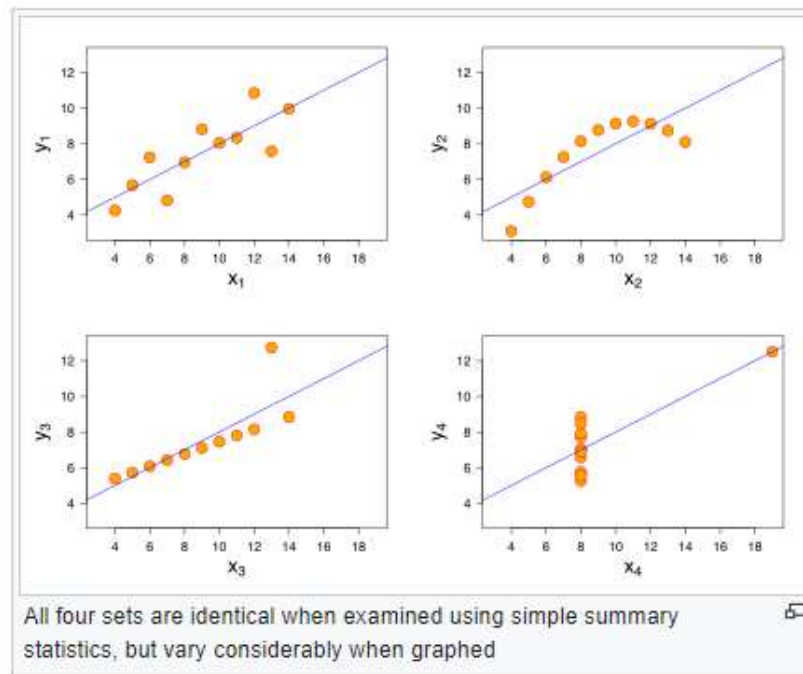 12
10
8
6
4
y1
4 6 8 10 12 14 16 18
x1
12
10
8
6
4
y2
4 6 8 10 12 14 16 18
x2
12
10
8
6
4
y3
4 6 8 10 12 14 16 18
x3
12
10
8
6
4
y4
4 6 8 10 12 14 16 18
x4
All four sets are identical when examined using simple summary
statistics, but vary considerably when graphed